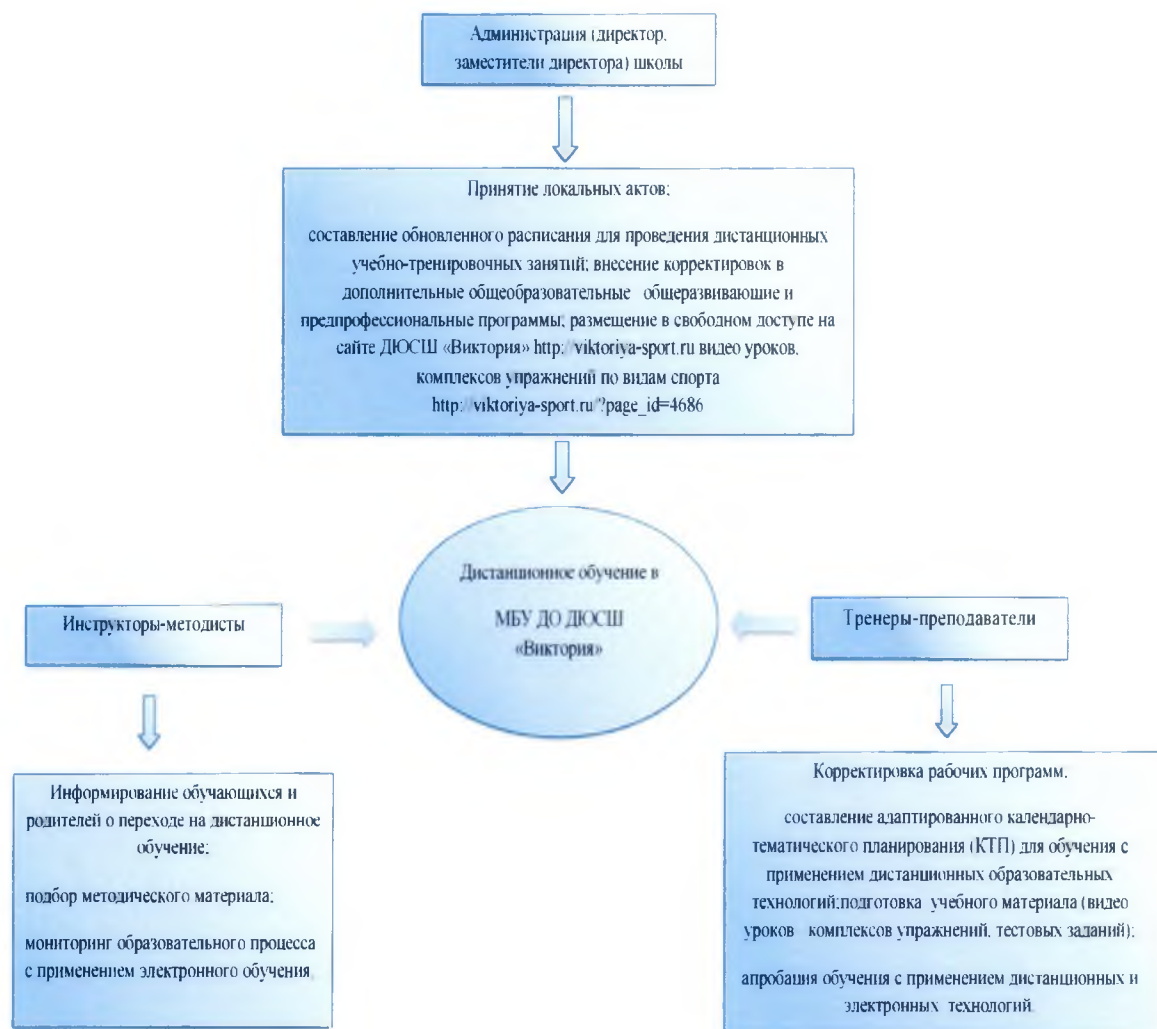 Администрация (директор,
заместители директора) школы
Принятие локальных актов;
составление обновленного расписания для проведения дистанционных
учебно-тренировочных занятий; внесение корректировок в
дополнительные общеобразовательные общеразвивающие и
предпрофессиональные программы; размещение в свободном доступе на
сайте ДЮСШ «Виктория» http://viktoriya-sport.ru видео уроков,
комплексов упражнений по видам спорта
http://viktoriya-sport.ru/?page_id=4686
Дистанционное обучение в
МБУ ДО ДЮСШ
«Виктория»
Инструкторы-методисты
Тренеры-преподаватели
Информирование обучающихся и
родителей о переходе на дистанционное
обучение;
подбор методического материала;
мониторинг образовательного процесса
с применением электронного обучения.
Корректировка рабочих программ,
составление адаптированного календарно-
тематического планирования (КТП) для обучения с
применением дистанционных образовательных
технологий;подготовка учебного материала (видео
уроков комплексов упражнений, тестовых заданий);
апробация обучения с применением дистанционных и
электронных технологий.